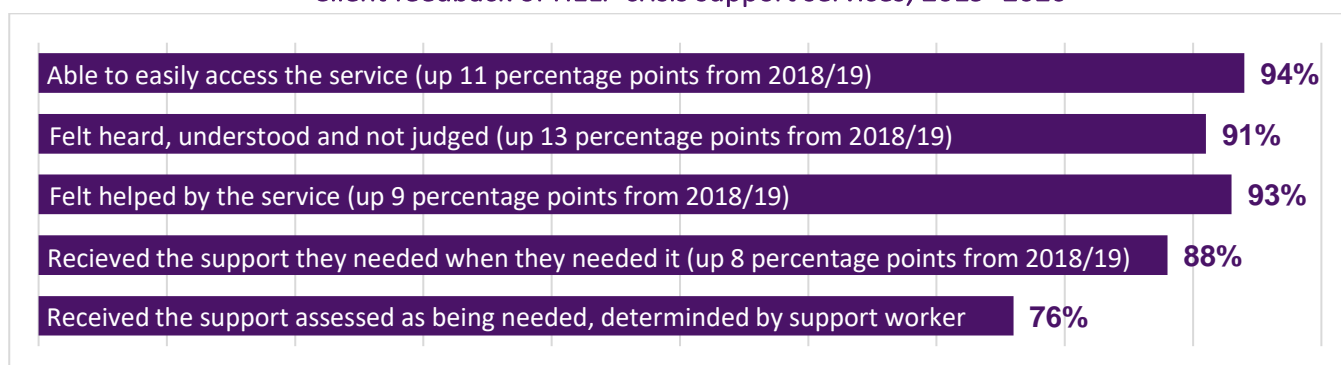 Able to easily access the service (up 11 percentage points from 2018/19) 94%
Felt heard, understood and not judged (up 13 percentage points from 2018/19) 91%
Felt helped by the service (up 9 percentage points from 2018/19) 93%
Recieved the support they needed when they needed it (up 8 percentage points from 2018/19) 88%
Received the support assessed as being needed, determinded by support worker 76%